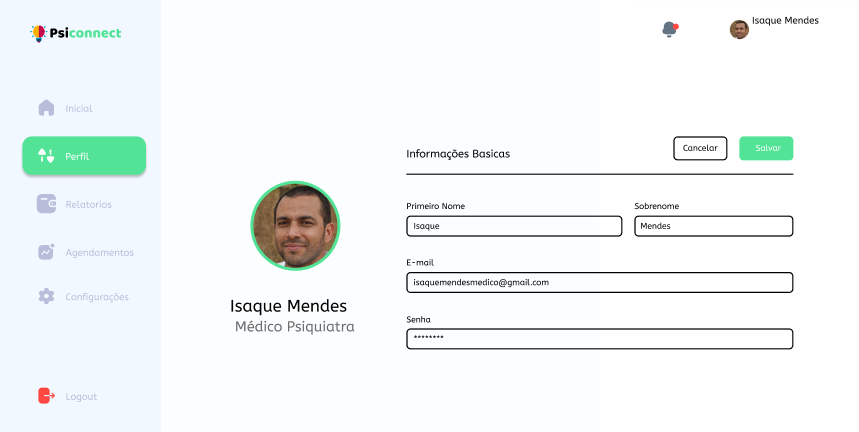 Psiconnect
Isaque Mendes
Inicial
Perfil
Relatorios
Agendamentos
Configurações
Logout
Isaque Mendes
Médico Psiquiatra
Informações Basicas
Cancelar
Salvar
Primeiro Nome
Sobrenome
Isaque
Mendes
E-mail
isaquemendesmedico@gmail.com
Senha
********